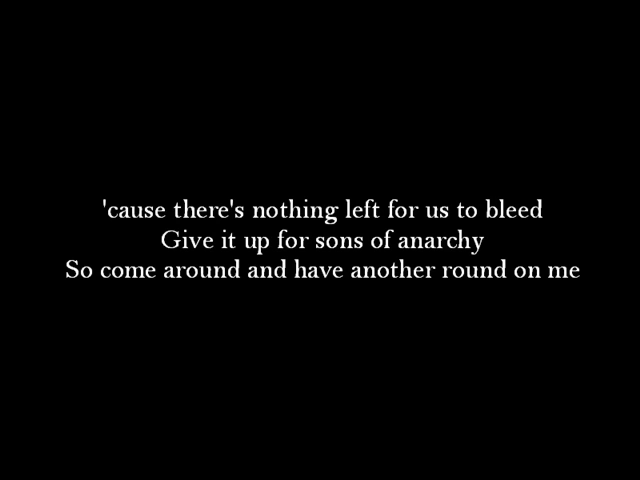 'cause there's nothing left for us to bleed
Give it up for sons of anarchy
So come around and have another round on me